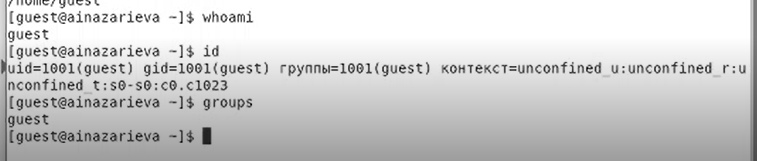 /home/guest
[guest@ainazarieva ~]$ whoami
guest
[guest@ainazarieva ~]$ id
uid=1001(guest) gid=1001(guest) группы=1001(guest) контекст=unconfined_u:unconfined_r:u
nconfined_t:s0-s0:c0.c1023
[guest@ainazarieva ~]$ groups
guest
[guest@ainazarieva ~]$